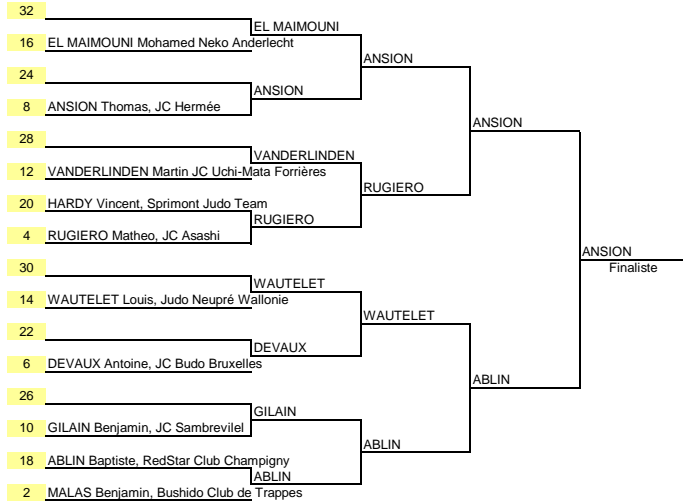 32
EL MAIMOUNI
16 EL MAIMOUNI Mohamed Neko Anderlecht
ANSION
24
ANSION
8 ANSION Thomas, JC Hermée
ANSION
28
VANDERLINDEN
12 VANDERLINDEN Martin JC Uchi-Mata Forrières
RUGIERO
20 HARDY Vincent, Sprimont Judo Team
RUGIERO
4 RUGIERO Matheo, JC Asashi
ANSION
Finaliste
30
WAUTELET
14 WAUTELET Louis, Judo Neupré Wallonie
WAUTELET
22
DEVAUX
6 DEVAUX Antoine, JC Budo Bruxelles
ABLIN
26
GILAIN
10 GILAIN Benjamin, JC Sambrevilel
ABLIN
18 ABLIN Baptiste, RedStar Club Champigny
ABLIN
2 MALAS Benjamin, Bushido Club de Trappes